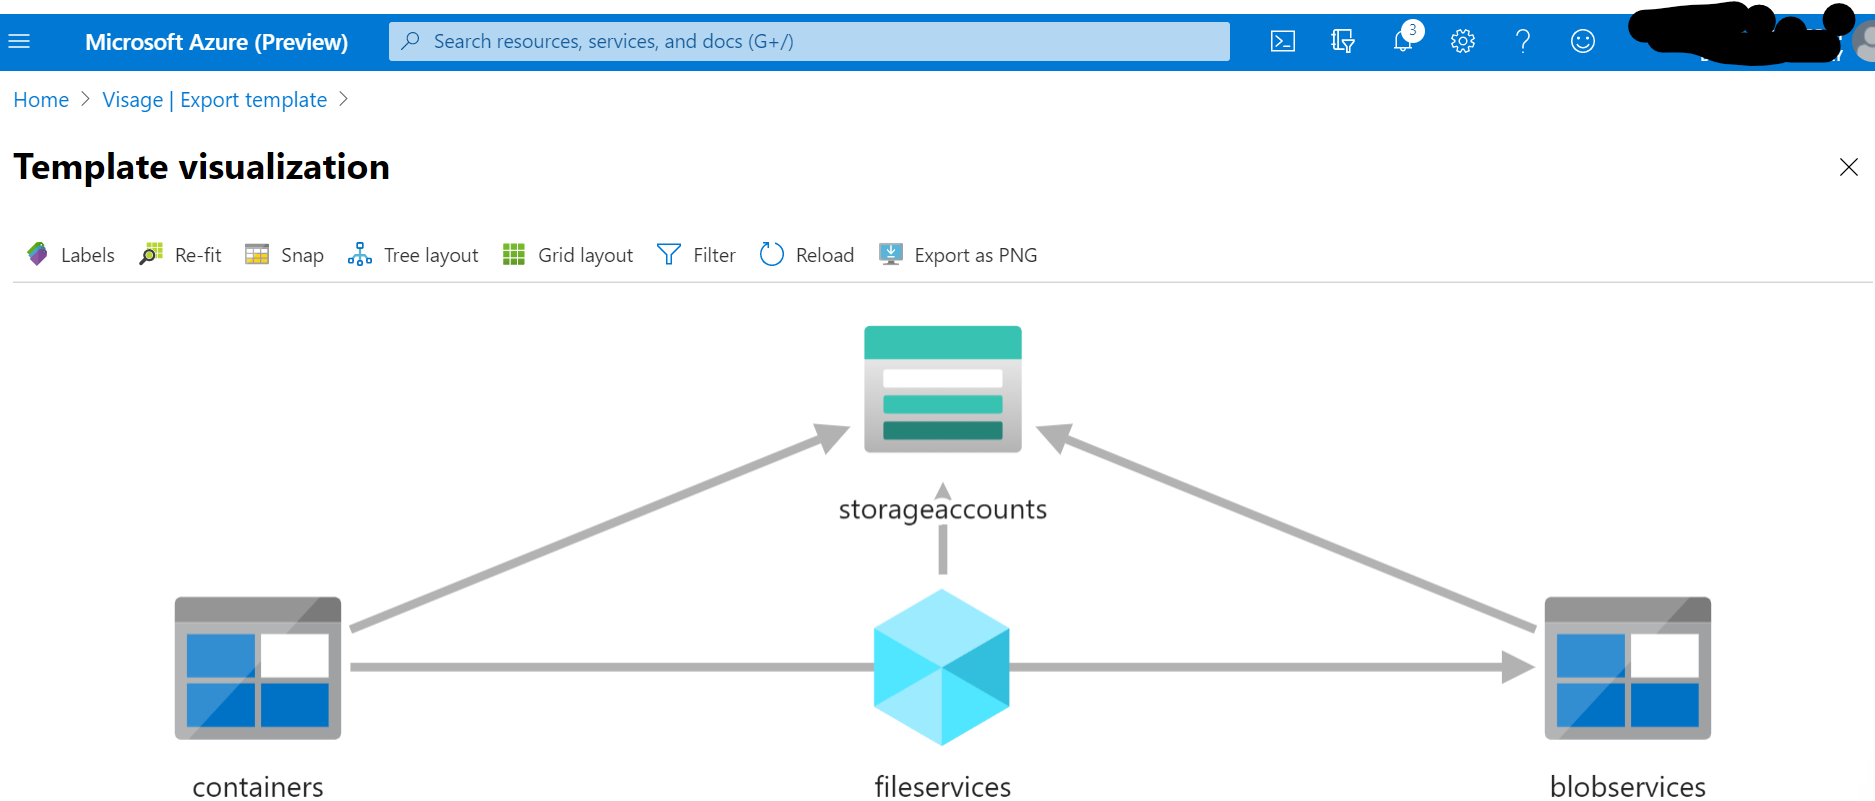 Microsoft Azure (Preview)
Search resources, services, and docs (G+/)
3
Home > Visage | Export template >
Template visualization
Labels Re-fit Snap Tree layout Grid layout Filter Reload Export as PNG
storageaccounts
containers fileservices blobservices